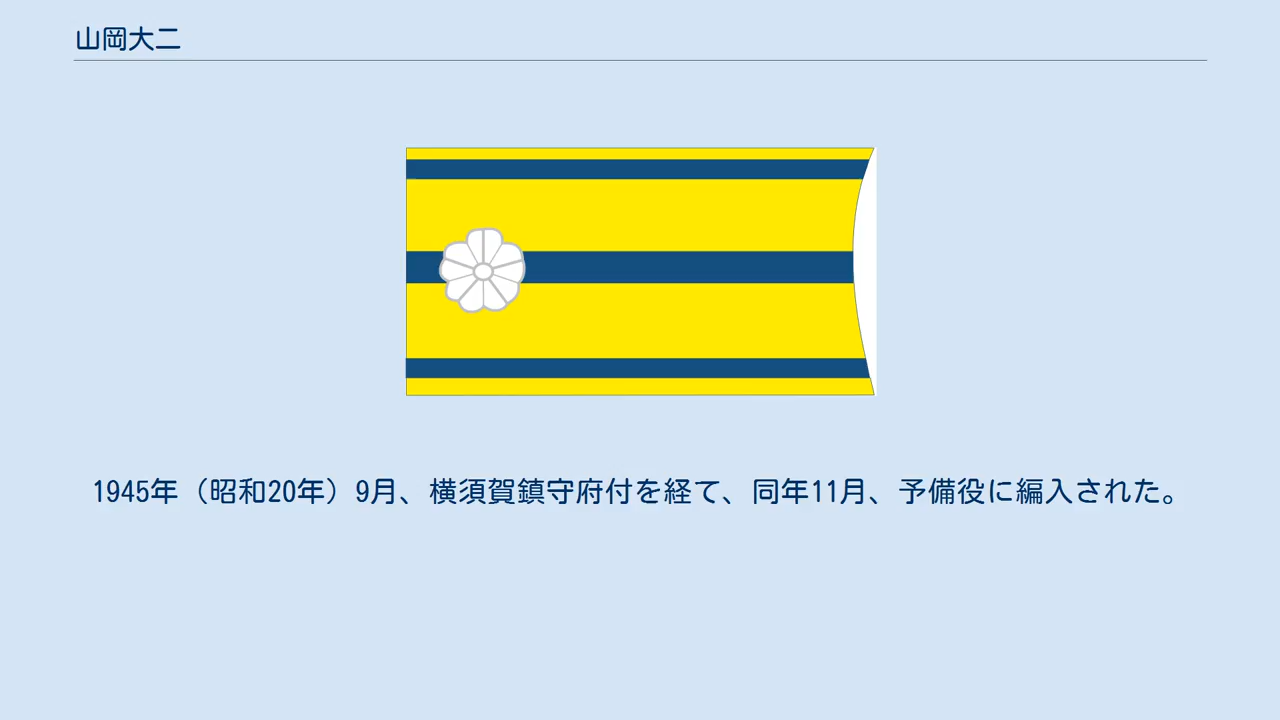 山岡大二
1945年（昭和20年）9月、横須賀鎮守府付を経て、同年11月、予備役に編入された。